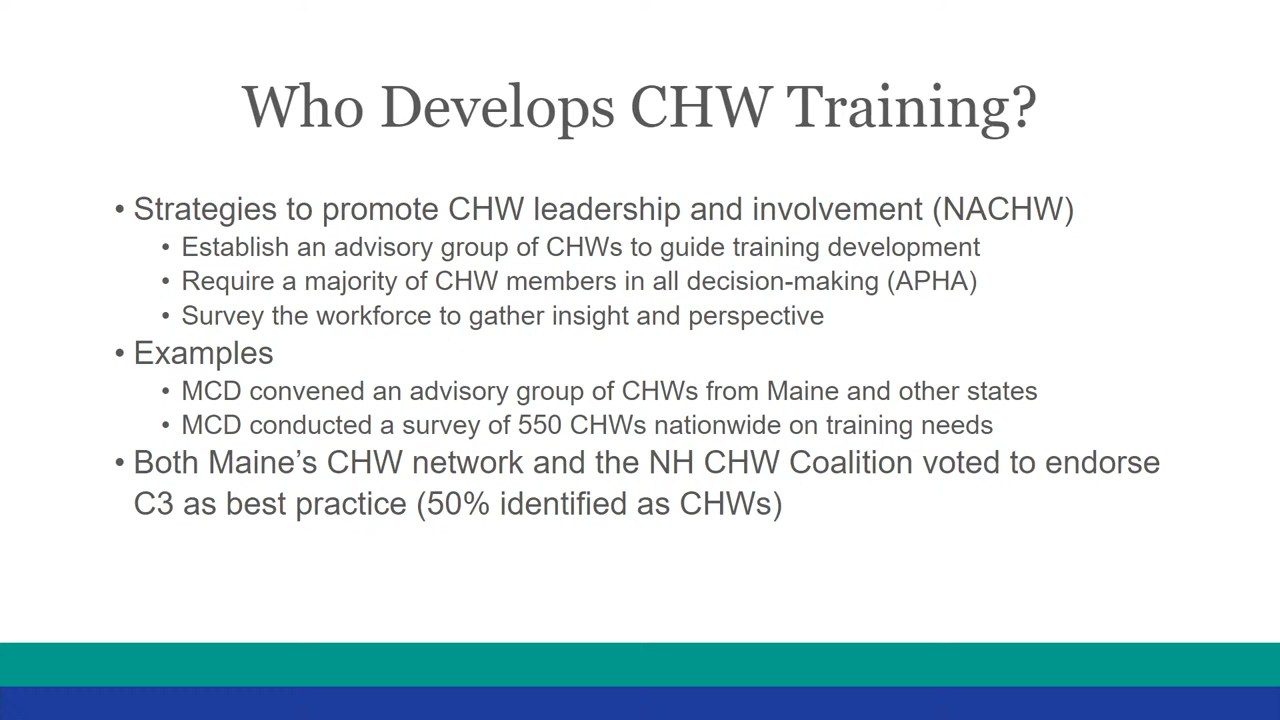 Who Develops CHW Training?
• Strategies to promote CHW leadership and involvement (NACHW)
• Establish an advisory group of CHWs to guide training development
• Require a majority of CHW members in all decision-making (APHA)
• Survey the workforce to gather insight and perspective
• Examples
• MCD convened an advisory group of CHWs from Maine and other states
• MCD conducted a survey of 550 CHWs nationwide on training needs
• Both Maine’s CHW network and the NH CHW Coalition voted to endorse
C3 as best practice (50% identified as CHWs)